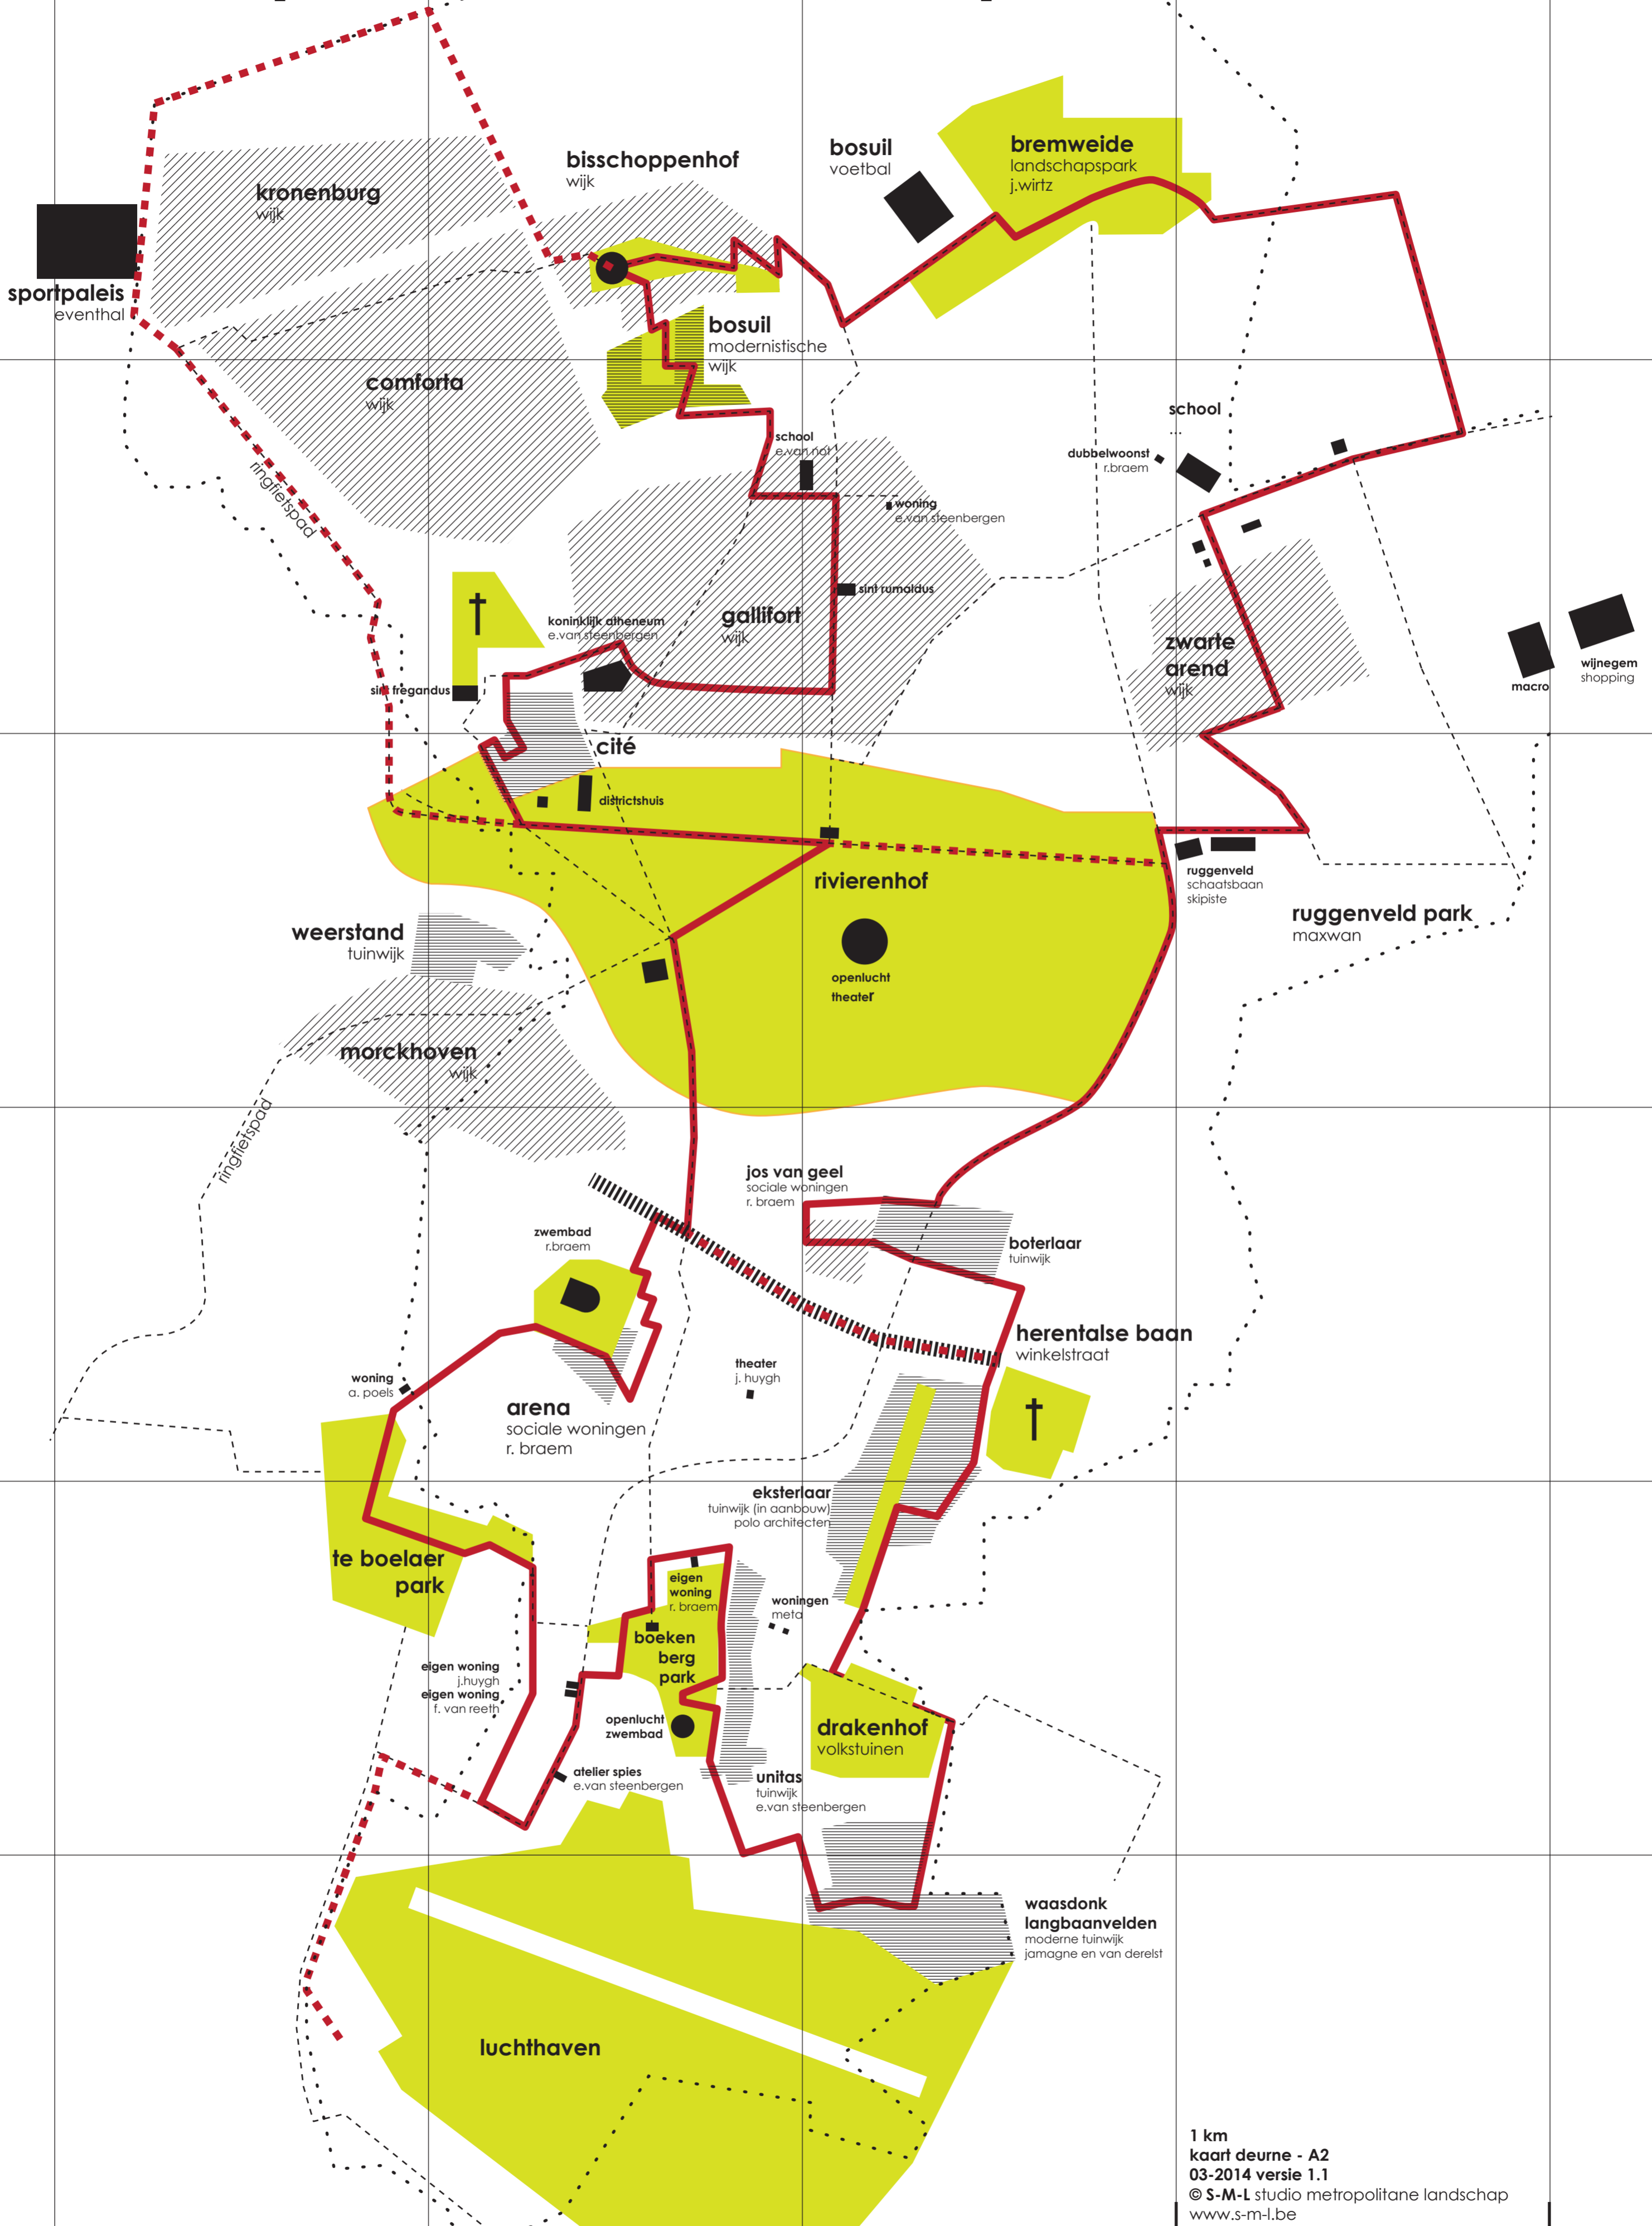 bisschoppenhof
wijk
bosuil
voetbal
bremweide
landschapspark
j.wirtz
kronenburg
wijk
sportpaleis
eventhal
bosuil
modernistische
wijk
comforta
wijk
school
school
e.van not
dubbelwoonst
r.braem
ringfietspad
woning
e.van steenbergen
sint rumaldus
koninklijk atheneum
e.van steenbergen
gallifort
wijk
zwarte
arend
wijk
wijnegem
shopping
macro
sint fregandus
cité
districtshuis
rivierenhof
ruggenveld
schaatsbaan
skipiste
ruggenveld park
maxwan
weerstand
tuinwijk
openlucht
theater
morckhoven
wijk
ringfietspad
jos van geel
sociale woningen
r. braem
zwembad
r.braem
boterlaar
tuinwijk
herentalse baan
winkelstraat
theater
j. huygh
woning
a. poels
arena
sociale woningen
r. braem
eksterlaar
tuinwijk (in aanbouw)
polo architecten
te boelaer
park
eigen
woning
r. braem
woningen
meta
boeken
berg
park
eigen woning
j.huygh
eigen woning
f. van reeth
openlucht
zwembad
drakenhof
volkstuinen
atelier spies
e.van steenbergen
unitas
tuinwijk
e.van steenbergen
waasdonk
langbaanvelden
moderne tuinwijk
jamagne en van derelst
luchthaven
1 km
kaart deurne - A2
03-2014 versie 1.1
© S-M-L studio metropolitane landschap
www.s-m-l.be